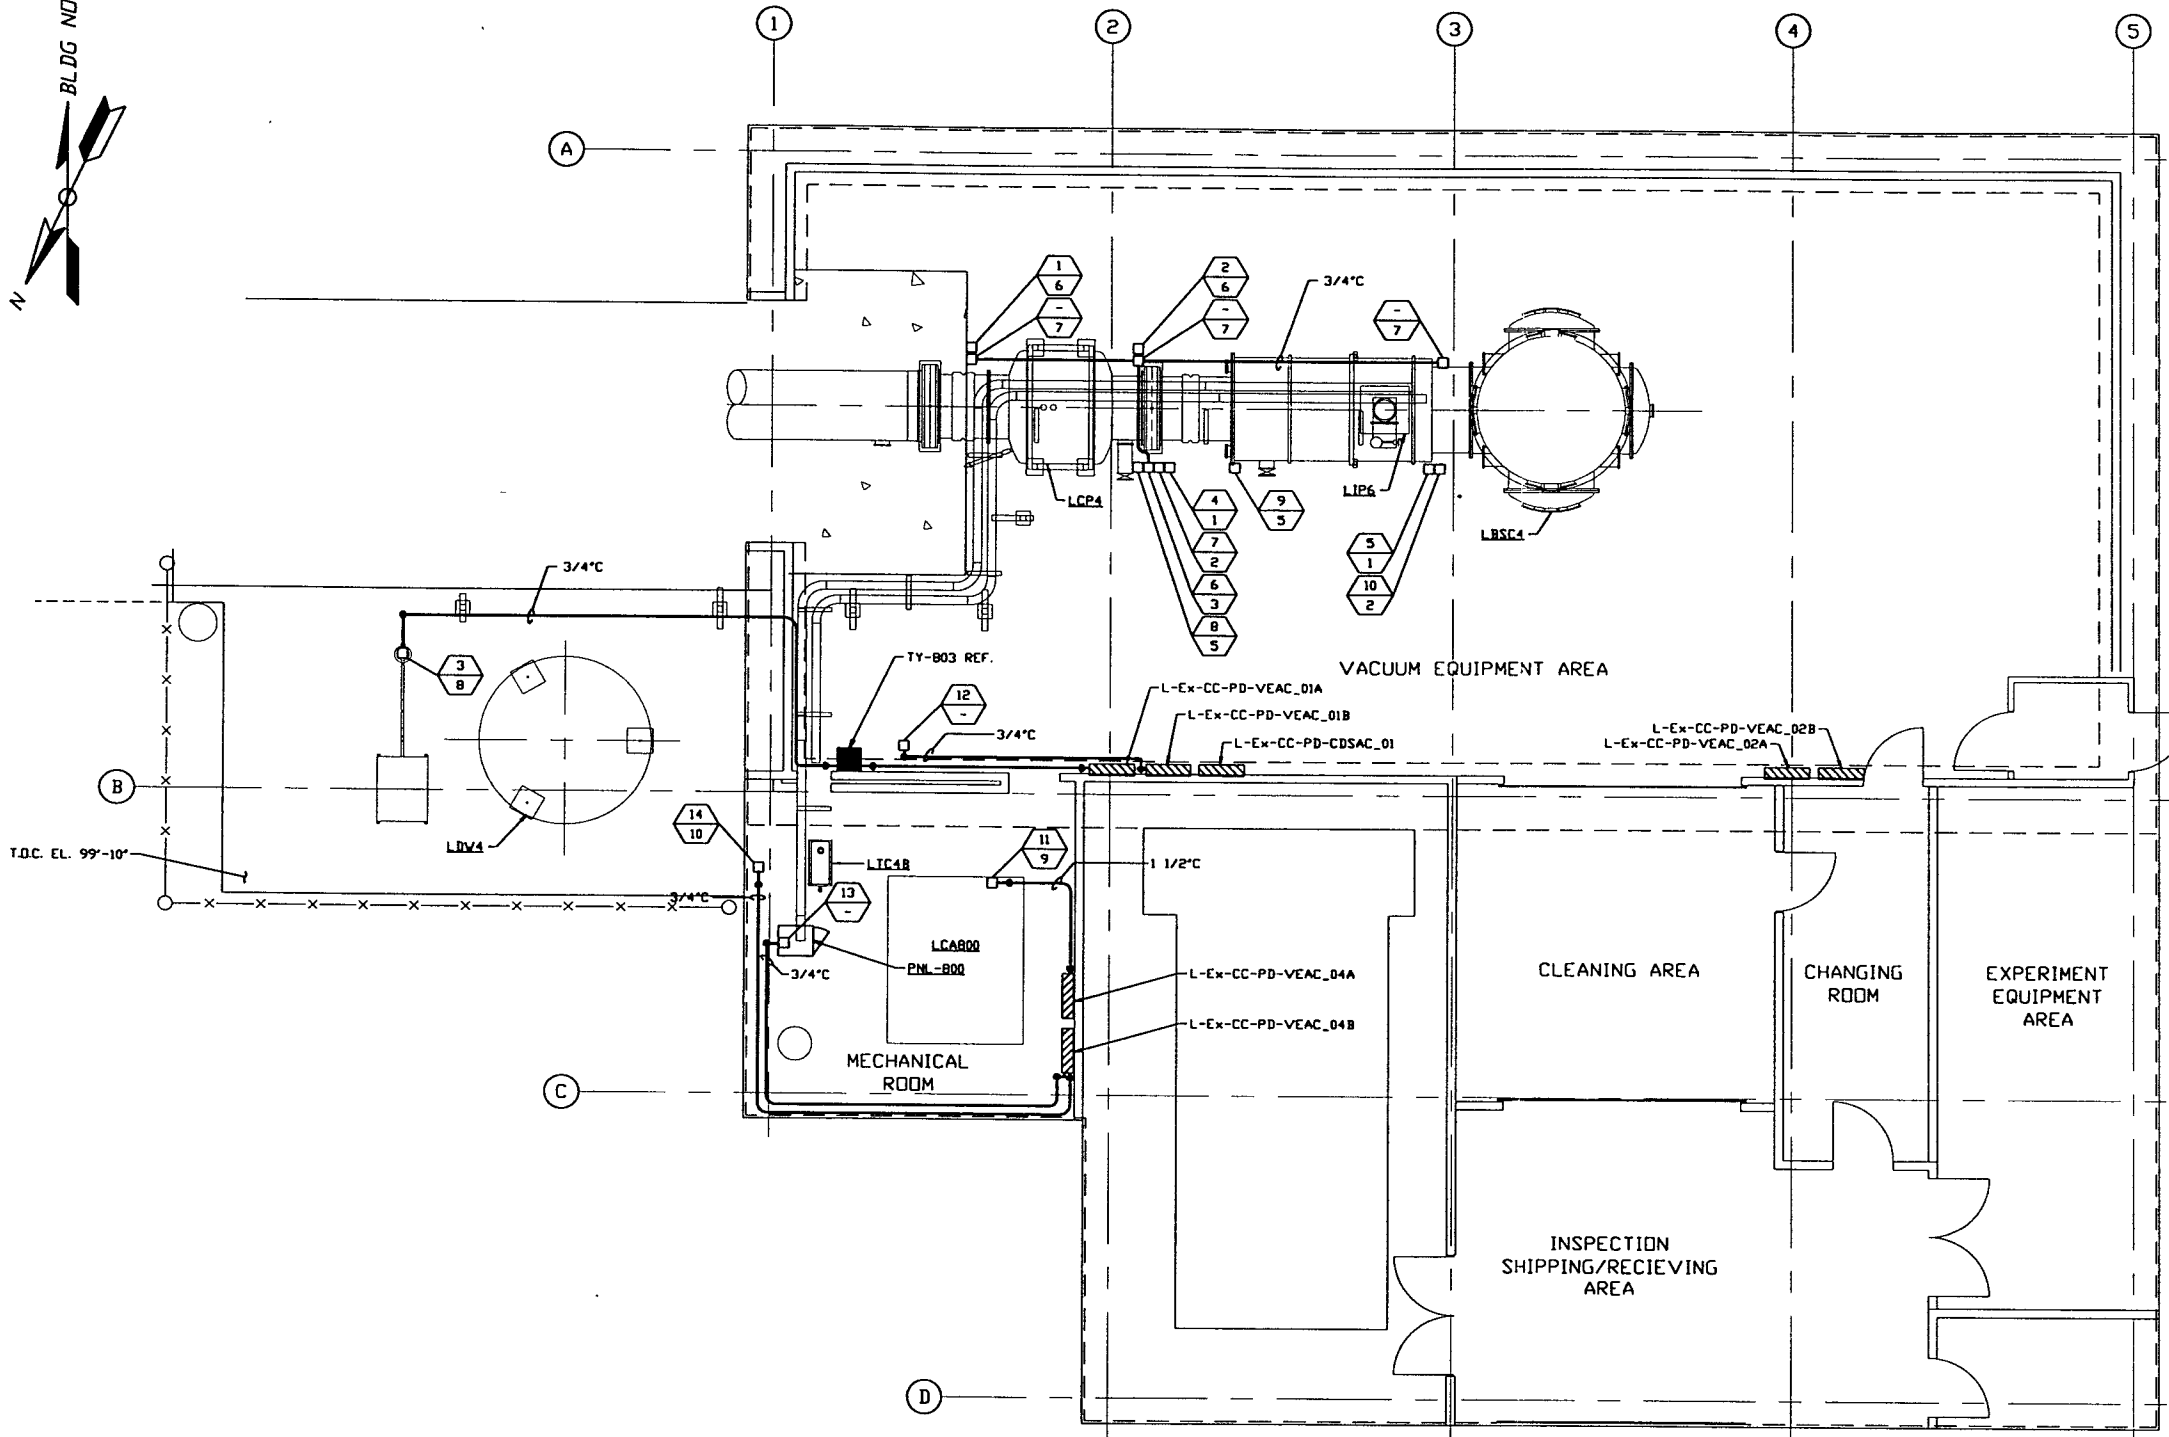 BLDG NO
N
1
2
3
4
5
A
1
6
-
7
2
6
-
7
3/4"C
-
7
LCP4
4
1
7
2
6
3
8
5
9
5
LIP6
5
1
10
2
LBSC4
3/4"C
3
8
TY-803 REF.
12
-
3/4"C
VACUUM EQUIPMENT AREA
L-Ex-CC-PD-VEAC_01A
L-Ex-CC-PD-VEAC_01B
L-Ex-CC-PD-CDSAC_01
L-Ex-CC-PD-VEAC_02B
L-Ex-CC-PD-VEAC_02A
B
LDW4
T.O.C. EL. 99'-10"
14
10
3/4"C
LTC4B
13
-
11
9
1 1/2"C
LCA800
PNL-800
3/4"C
L-Ex-CC-PD-VEAC_04A
L-Ex-CC-PD-VEAC_04B
CLEANING AREA
CHANGING
ROOM
EXPERIMENT
EQUIPMENT
AREA
MECHANICAL
ROOM
C
INSPECTION
SHIPPING/RECIEVING
AREA
D